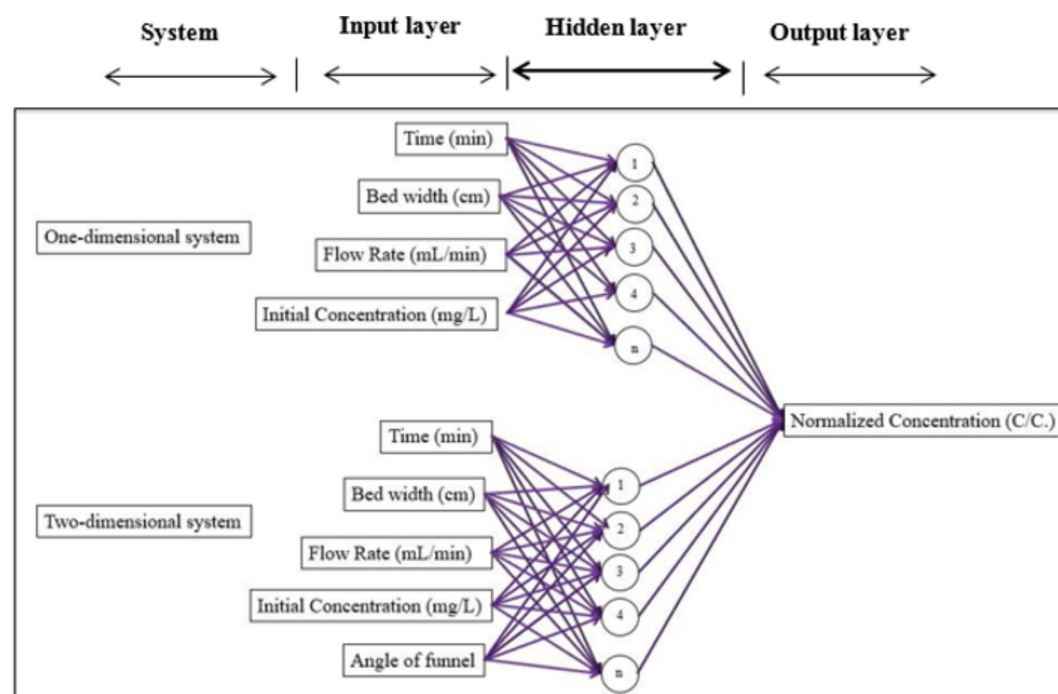 System
Input layer
Hidden layer
Output layer
Time (min)
Bed width (cm)
One-dimensional system
Flow Rate (mL/min)
Initial Concentration (mg/L)
1
2
3
4
n
Normalized Concentration (C/C.)
Time (min)
Bed width (cm)
Two-dimensional system
Flow Rate (mL/min)
Initial Concentration (mg/L)
Angle of funnel
1
2
3
4
n